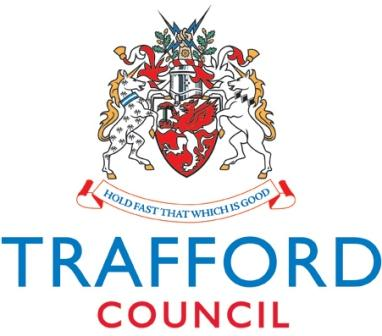 HOLD FAST THAT WHICH IS GOOD
TRAFFORD
COUNCIL